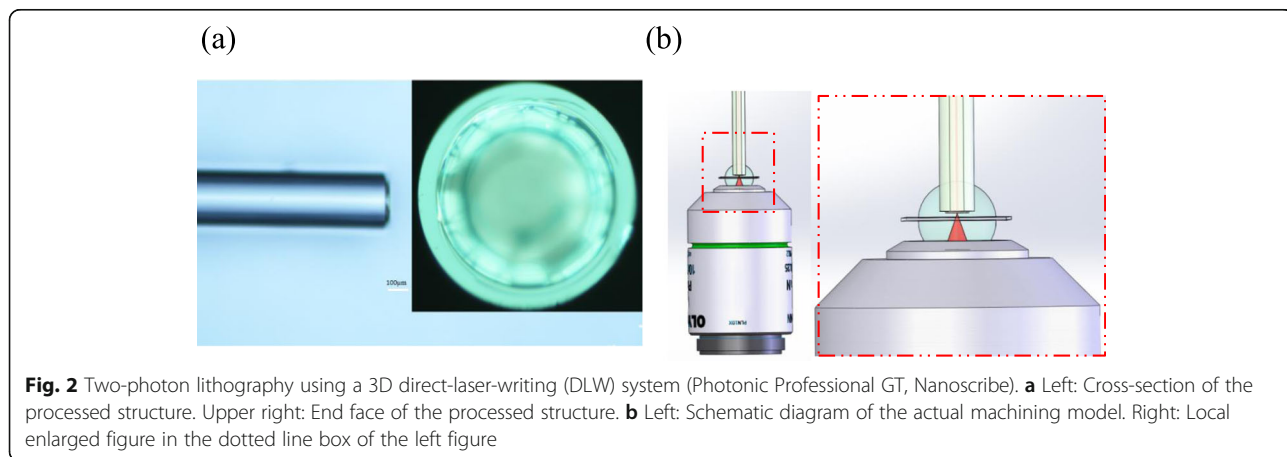 (a)
(b)
100μm
OLY
Fig. 2 Two-photon lithography using a 3D direct-laser-writing (DLW) system (Photonic Professional GT, Nanoscribe). a Left: Cross-section of the
processed structure. Upper right: End face of the processed structure. b Left: Schematic diagram of the actual machining model. Right: Local
enlarged figure in the dotted line box of the left figure